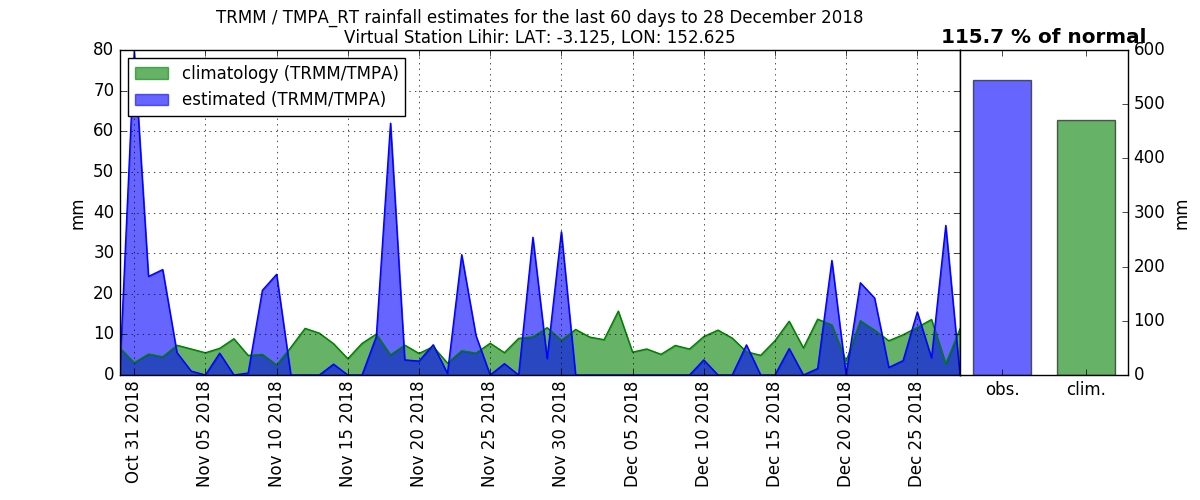 TRMM / TMPA_RT rainfall estimates for the last 60 days to 28 December 2018
Virtual Station Lihir: LAT: -3.125, LON: 152.625
115.7 % of normal
climatology (TRMM/TMPA)
estimated (TRMM/TMPA)
mm
80
70
60
50
40
30
20
10
0
Oct 31 2018
Nov 05 2018
Nov 10 2018
Nov 15 2018
Nov 20 2018
Nov 25 2018
Nov 30 2018
Dec 05 2018
Dec 10 2018
Dec 15 2018
Dec 20 2018
Dec 25 2018
obs.
clim.
600
500
400
300
200
100
0
mm